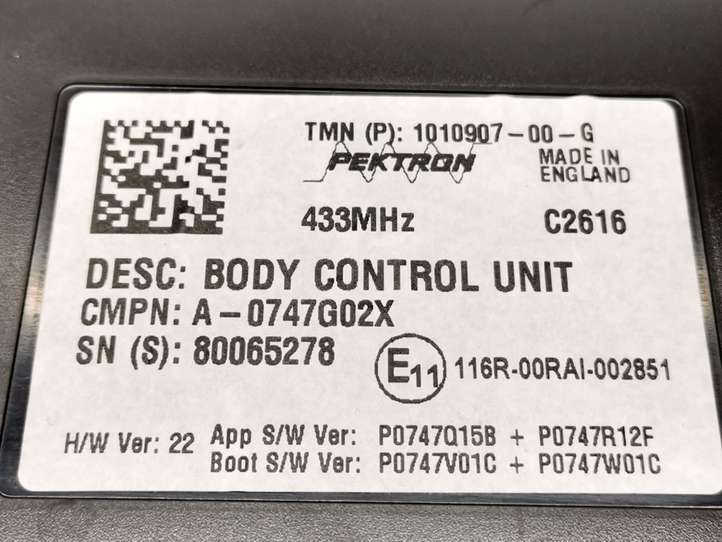 TMN (P): 1010907-00-G
PEKTRON
MADE IN
ENGLAND
433MHz C2616
DESC: BODY CONTROL UNIT
CMPN: A-0747G02X
SN (S): 80065278
E11 116R-00RAI-002851
H/W Ver: 22 App S/W Ver: P0747Q15B + P0747R12F
Boot S/W Ver: P0747V01C + P0747W01C